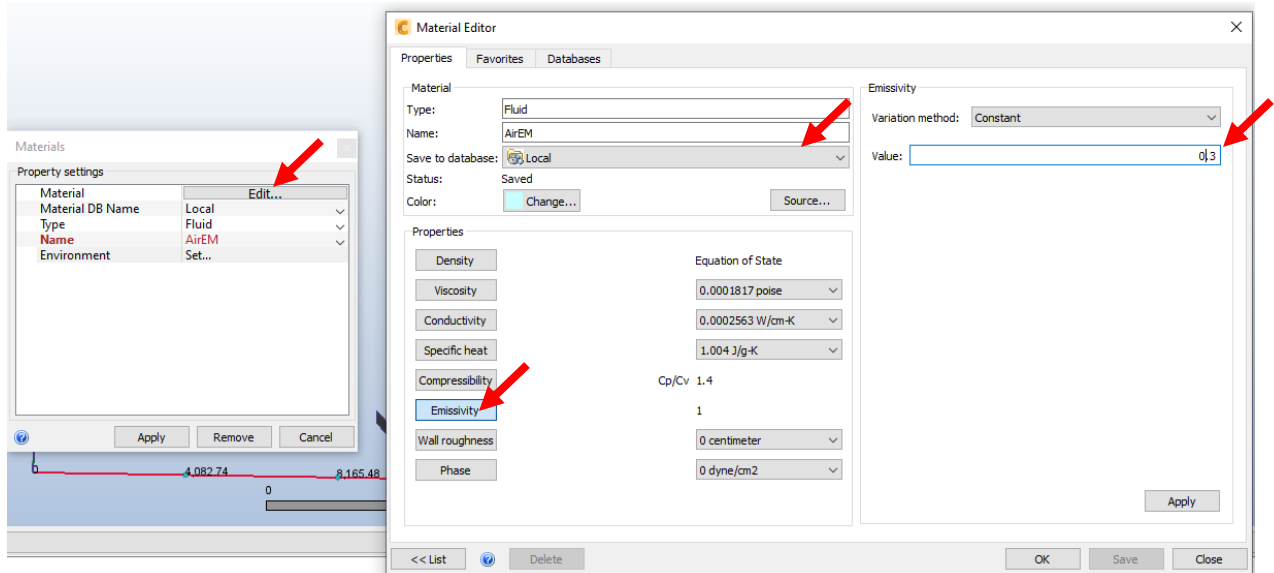 Materials
Property settings
Material Edit...
Material DB Name Local
Type Fluid
Name AirEM
Environment Set...
Apply Remove Cancel
0 4,082.74 8,165.48
0
Material Editor
Properties Favorites Databases
Material
Type: Fluid
Name: AirEM
Save to database: Local
Status: Saved
Color: Change... Source...
Properties
Density Equation of State
Viscosity 0.0001817 poise
Conductivity 0.0002563 W/cm-K
Specific heat 1.004 J/g-K
Compressibility Cp/Cv 1.4
Emissivity 1
Wall roughness 0 centimeter
Phase 0 dyne/cm2
Emissivity
Variation method: Constant
Value: 0.3
Apply
<< List Delete OK Save Close